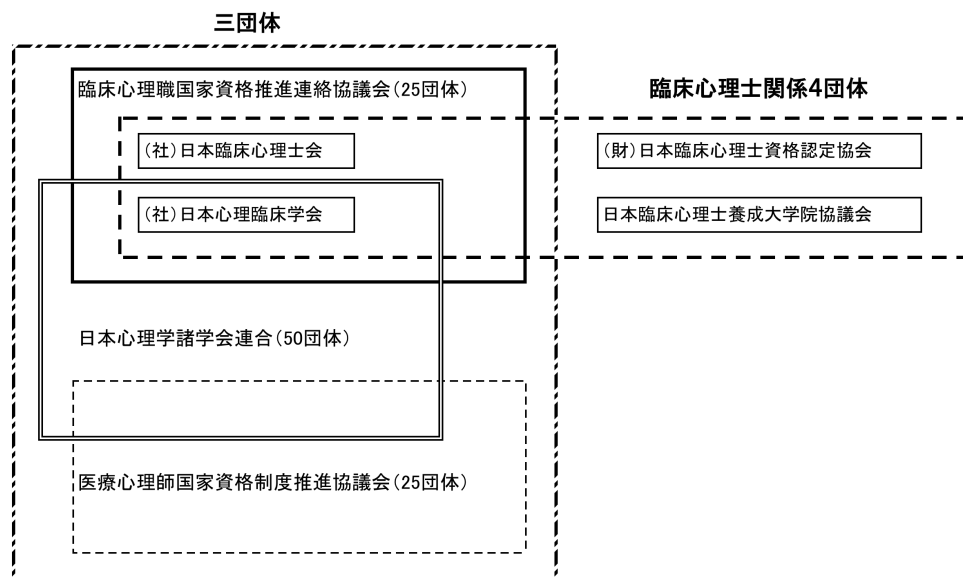 三団体
臨床心理職国家資格推進連絡協議会(25団体)
臨床心理士関係4団体
(社)日本臨床心理士会
(財)日本臨床心理士資格認定協会
(社)日本心理臨床学会
日本臨床心理士養成大学院協議会
日本心理学諸学会連合(50団体)
医療心理師国家資格制度推進協議会(25団体)